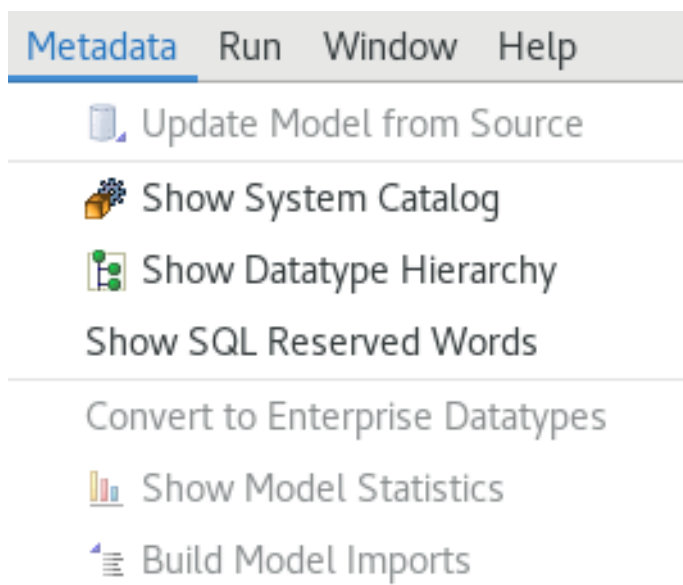 Metadata Run Window Help
Update Model from Source
Show System Catalog
Show Datatype Hierarchy
Show SQL Reserved Words
Convert to Enterprise Datatypes
Show Model Statistics
Build Model Imports